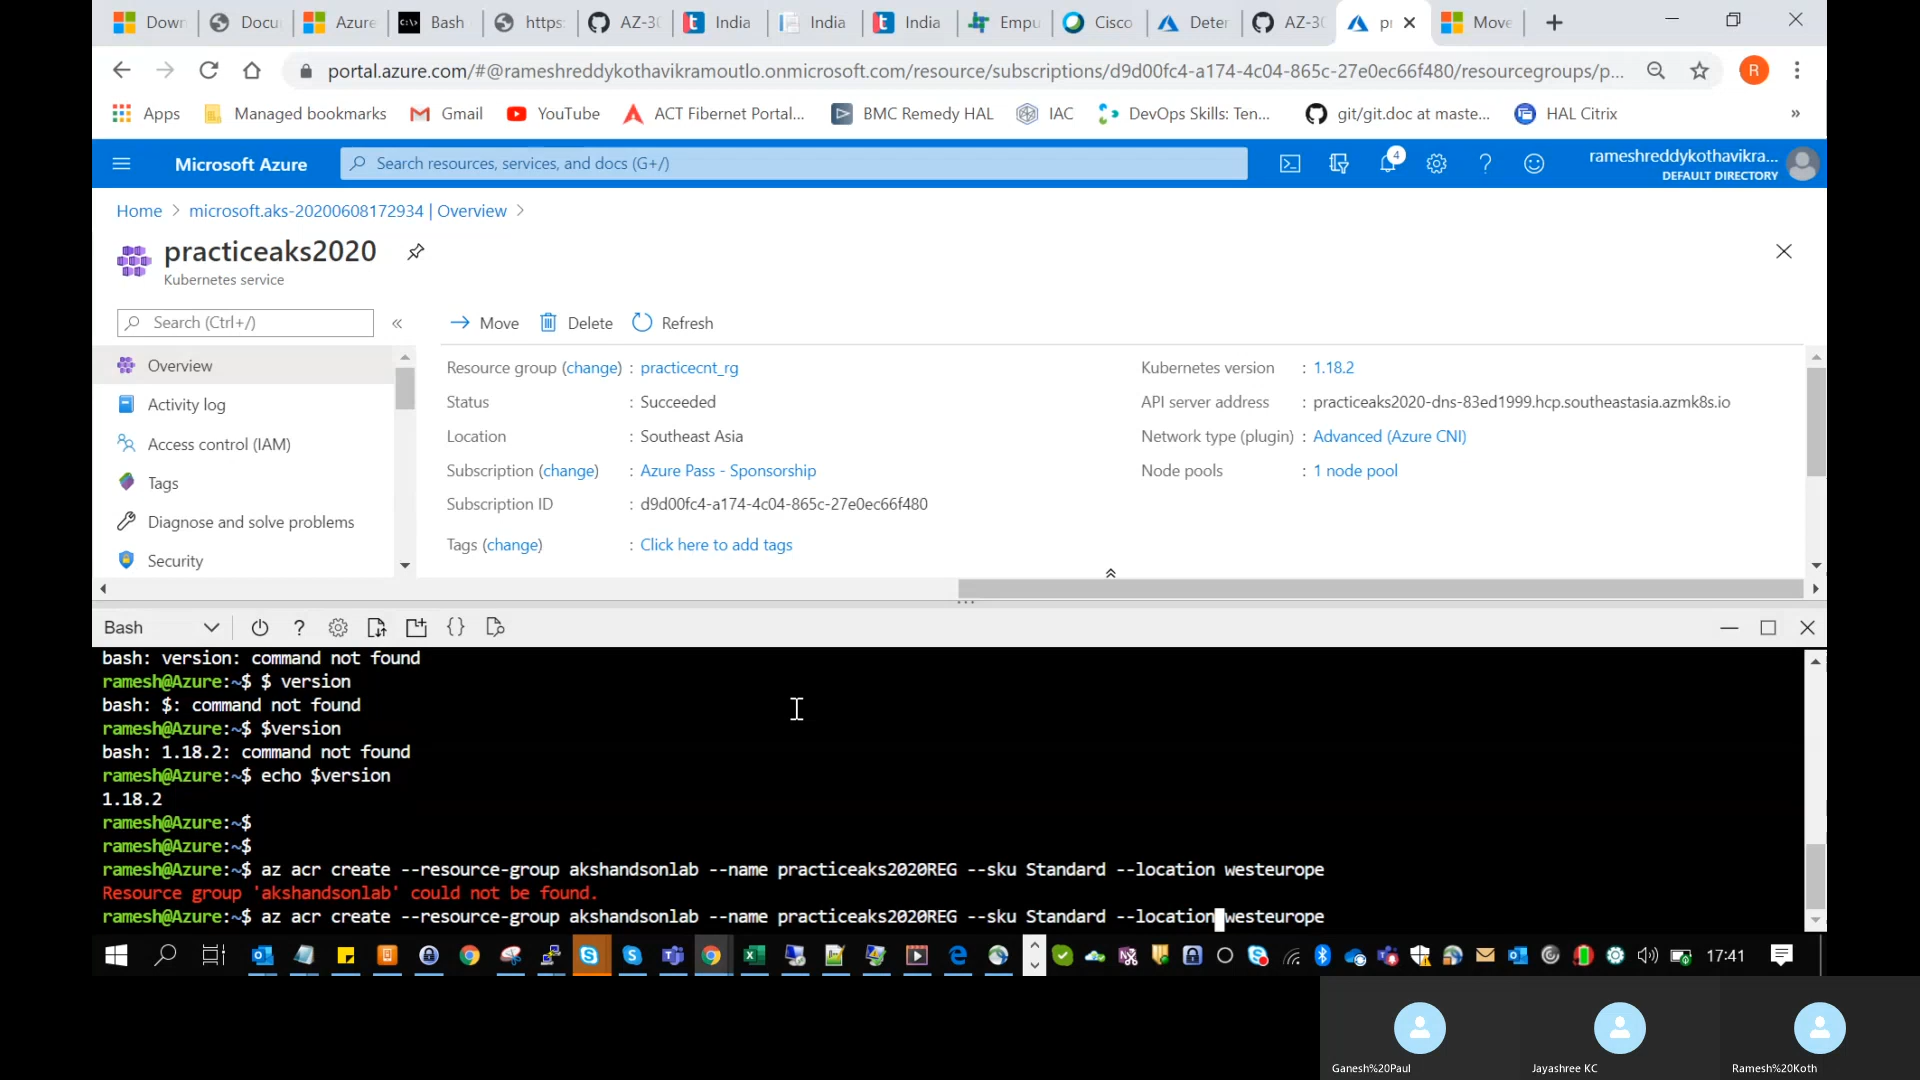 Down
Docu
Azure
Bash
https:
AZ-30
India
India
India
Empu
Cisco
Deter
AZ-30
pr
Move
portal.azure.com/#@rameshreddykothavikramoutlo.onmicrosoft.com/resource/subscriptions/d9d00fc4-a174-4c04-865c-27e0ec66f480/resourcegroups/p...
R
Apps
Managed bookmarks
Gmail
YouTube
ACT Fibernet Portal...
BMC Remedy HAL
IAC
DevOps Skills: Ten...
git/git.doc at maste...
HAL Citrix
»
Microsoft Azure
Search resources, services, and docs (G+/)
4
rameshreddykothavikra...
DEFAULT DIRECTORY
Home > microsoft.aks-20200608172934 | Overview >
practiceaks2020
Kubernetes service
Search (Ctrl+/)
«
Move
Delete
Refresh
Overview
Activity log
Access control (IAM)
Tags
Diagnose and solve problems
Security
Resource group (change) : practicecnt_rg
Status : Succeeded
Location : Southeast Asia
Subscription (change) : Azure Pass - Sponsorship
Subscription ID : d9d00fc4-a174-4c04-865c-27e0ec66f480
Tags (change) : Click here to add tags
Kubernetes version : 1.18.2
API server address : practiceaks2020-dns-83ed1999.hcp.southeastasia.azmk8s.io
Network type (plugin) : Advanced (Azure CNI)
Node pools : 1 node pool
Bash
bash: version: command not found
ramesh@Azure:~$ $ version
bash: $: command not found
ramesh@Azure:~$ $version
bash: 1.18.2: command not found
ramesh@Azure:~$ echo $version
1.18.2
ramesh@Azure:~$
ramesh@Azure:~$
ramesh@Azure:~$ az acr create --resource-group akshandsonlab --name practiceaks2020REG --sku Standard --location westeurope
Resource group 'akshandsonlab' could not be found.
ramesh@Azure:~$ az acr create --resource-group akshandsonlab --name practiceaks2020REG --sku Standard --location westeurope
17:41
Ganesh%20Paul
Jayashree KC
Ramesh%20Koth